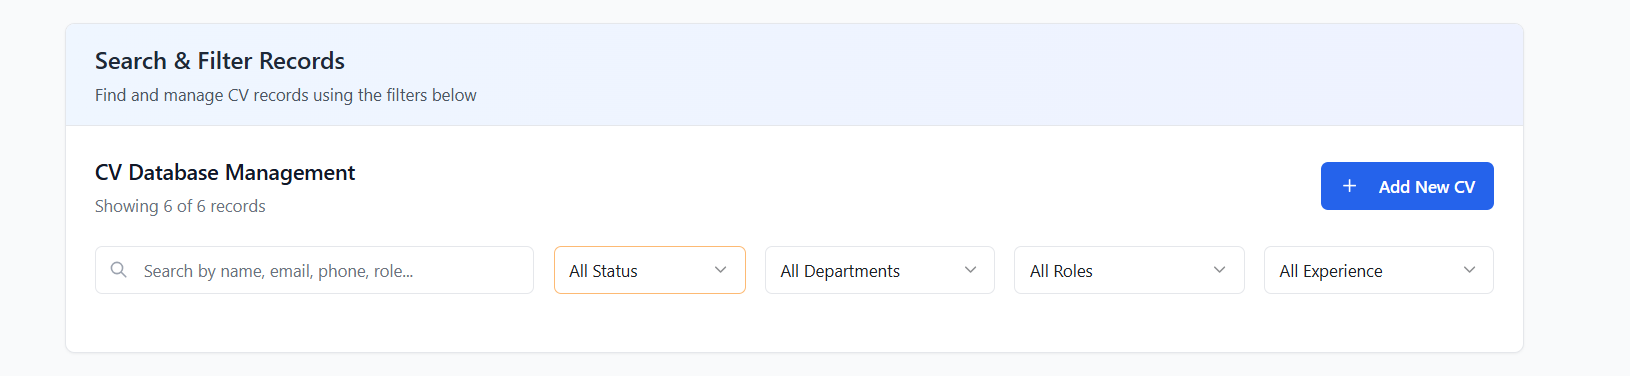 Search & Filter Records
Find and manage CV records using the filters below
CV Database Management
Showing 6 of 6 records
Add New CV
Search by name, email, phone, role...
All Status
All Departments
All Roles
All Experience